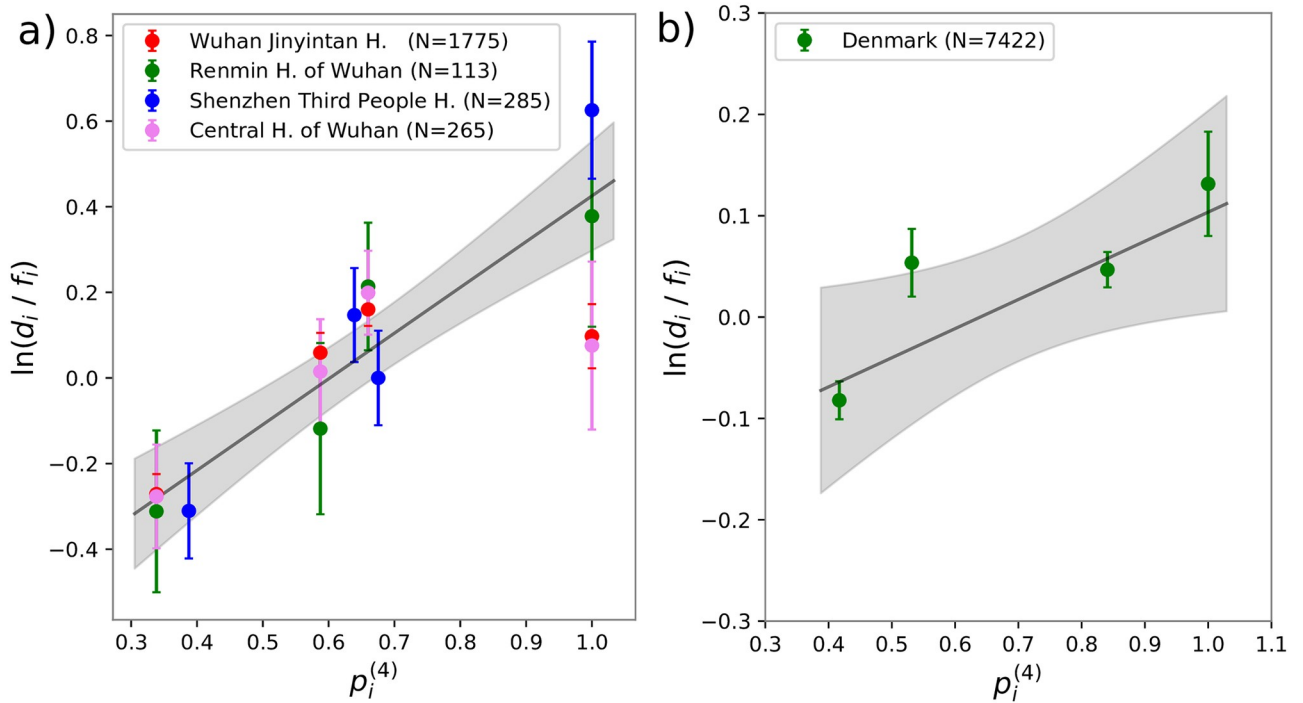 a)
Wuhan Jinyintan H. (N=1775)
Renmin H. of Wuhan (N=113)
Shenzhen Third People H. (N=285)
Central H. of Wuhan (N=265)
0.8
0.6
0.4
0.2
0.0
−0.2
−0.4
ln(dᵢ / fᵢ)
0.3 0.4 0.5 0.6 0.7 0.8 0.9 1.0
pᵢ⁽⁴⁾
b)
Denmark (N=7422)
0.3
0.2
0.1
0.0
−0.1
−0.2
−0.3
ln(dᵢ / fᵢ)
0.3 0.4 0.5 0.6 0.7 0.8 0.9 1.0 1.1
pᵢ⁽⁴⁾